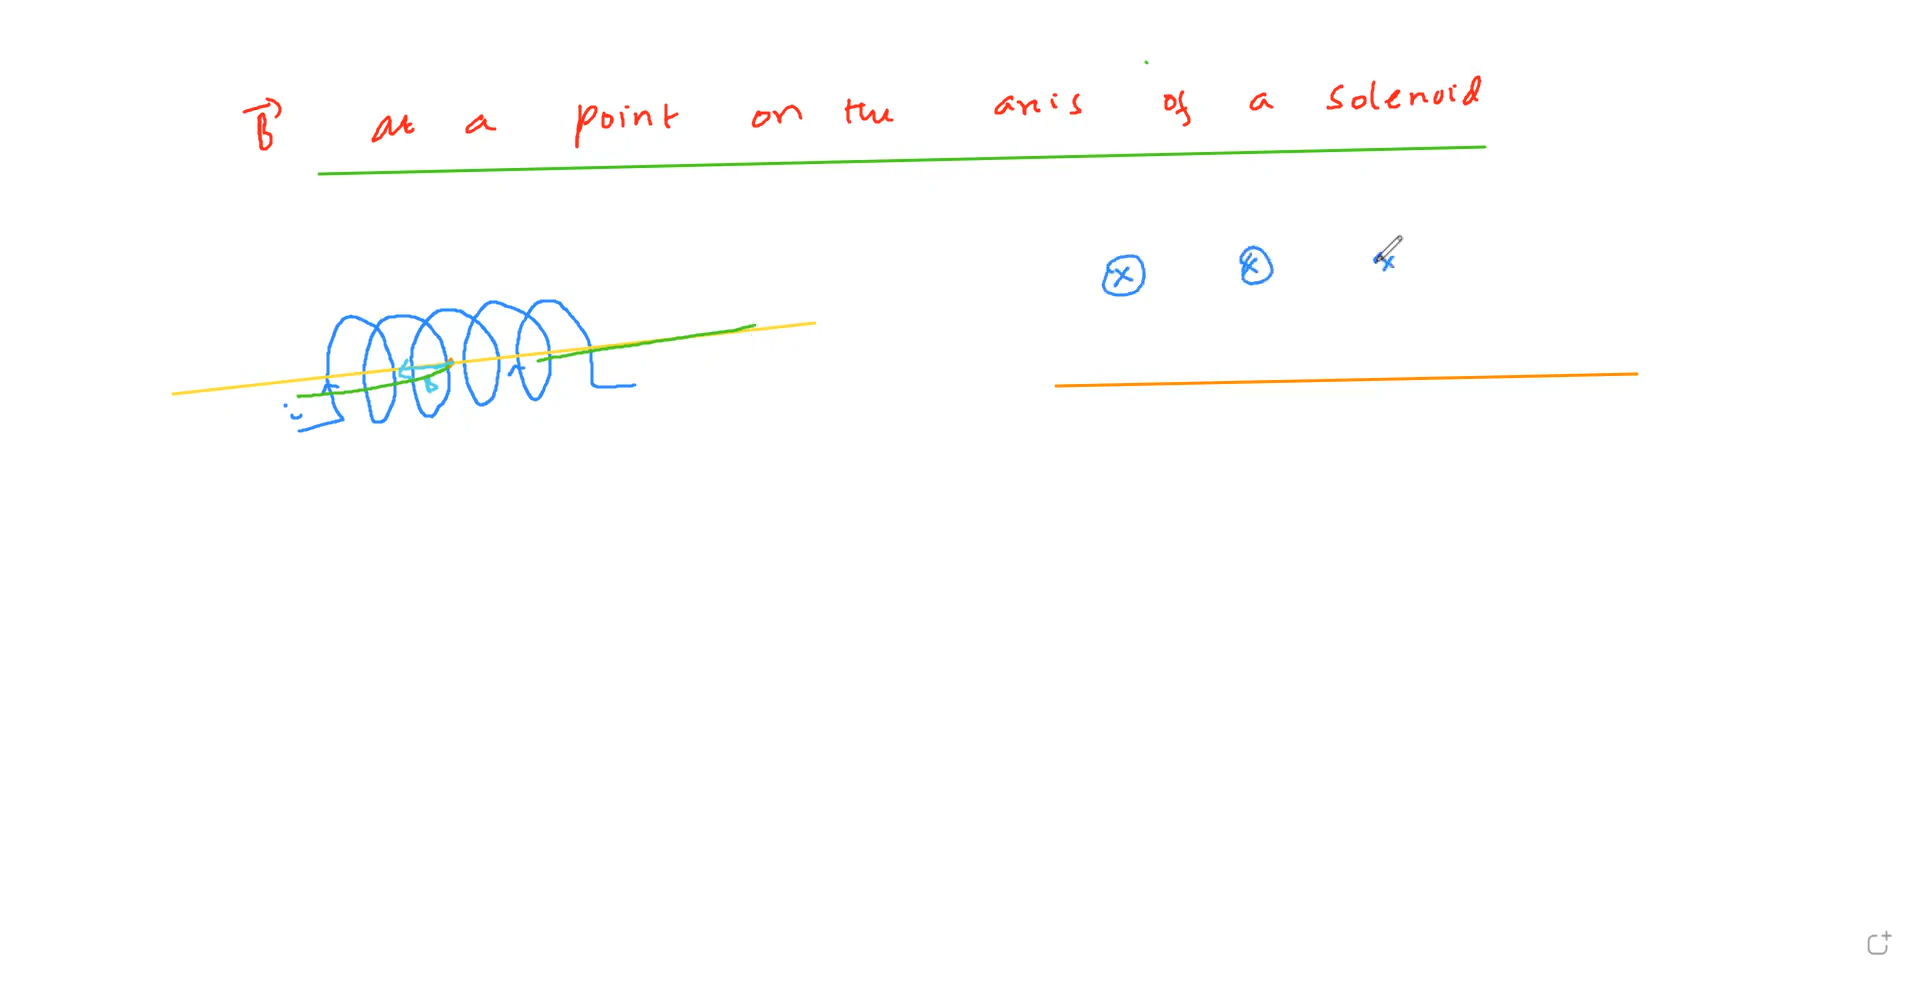 B⃗ at a point on the axis of a solenoid
i
B
x x x